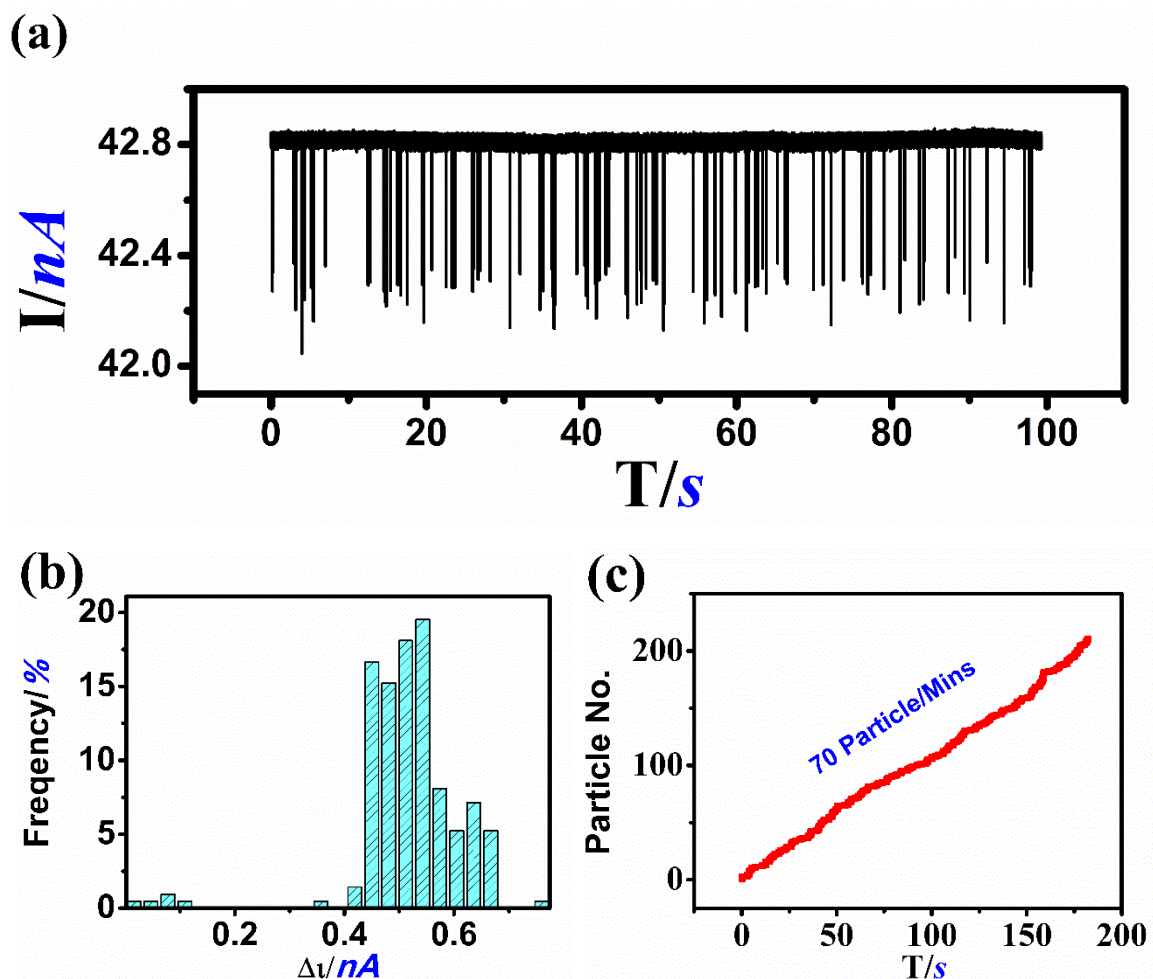 (a)
I/nA
42.8
42.4
42.0
0 20 40 60 80 100
T/s
(b)
Freqency/%
20
15
10
5
0
0.2 0.4 0.6
Δι/nA
(c)
Particle No.
200
100
0
70 Particle/Mins
0 50 100 150 200
T/s